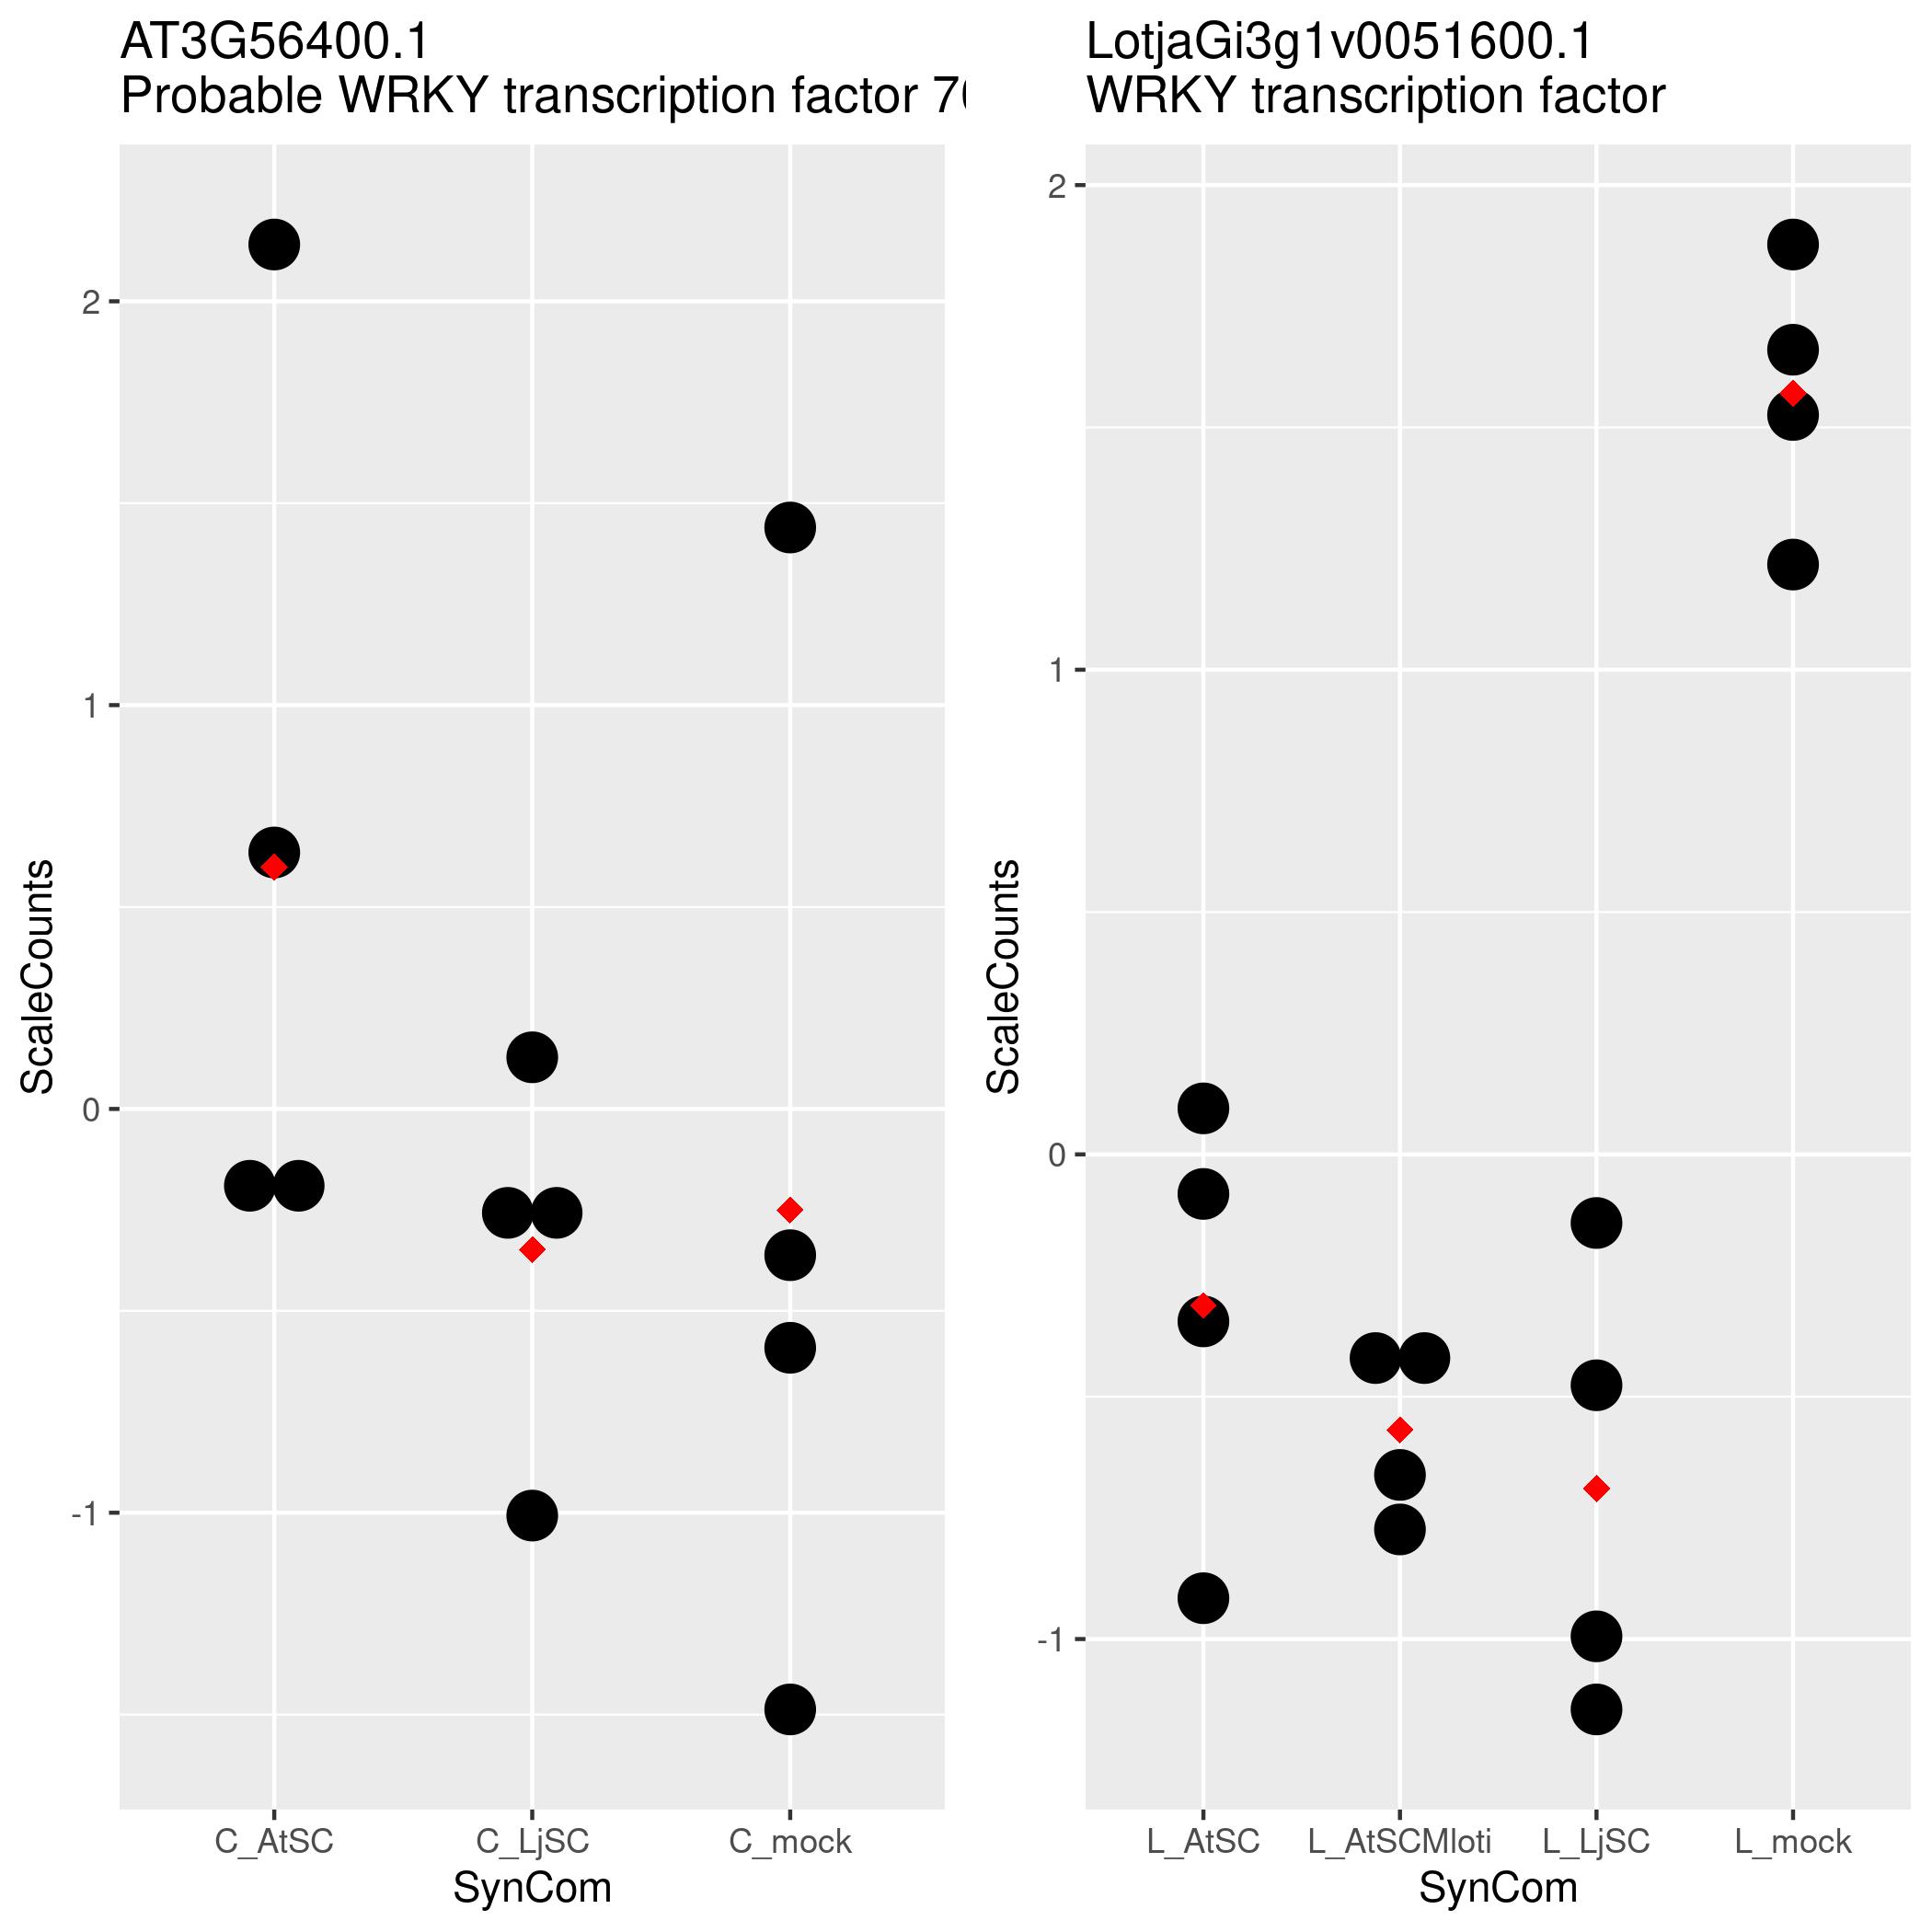 AT3G56400.1
Probable WRKY transcription factor
ScaleCounts
2
1
0
-1
C_AtSC
C_LjSC
C_mock
SynCom
LotjaGi3g1v0051600.1
WRKY transcription factor
ScaleCounts
2
1
0
-1
L_AtSC
L_AtSCMloti
L_LjSC
L_mock
SynCom